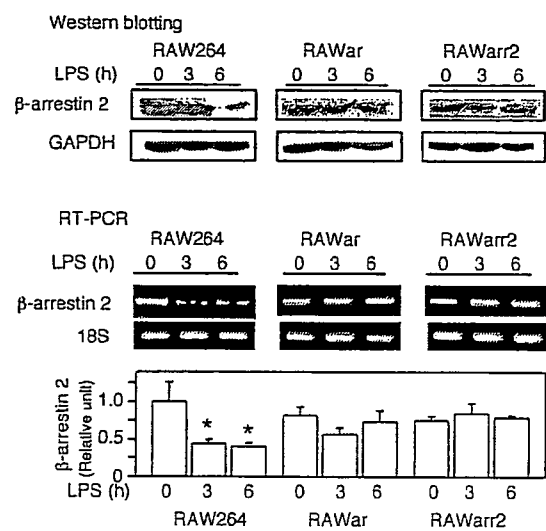 Western blotting
RAW264 RAWar RAWarr2
LPS (h) 0 3 6 0 3 6 0 3 6
β-arrestin 2
GAPDH
RT-PCR
RAW264 RAWar RAWarr2
LPS (h) 0 3 6 0 3 6 0 3 6
β-arrestin 2
18S
β-arrestin 2
(Relative unit)
1.0
0.5
0
* *
LPS (h) 0 3 6 0 3 6 0 3 6
RAW264 RAWar RAWarr2